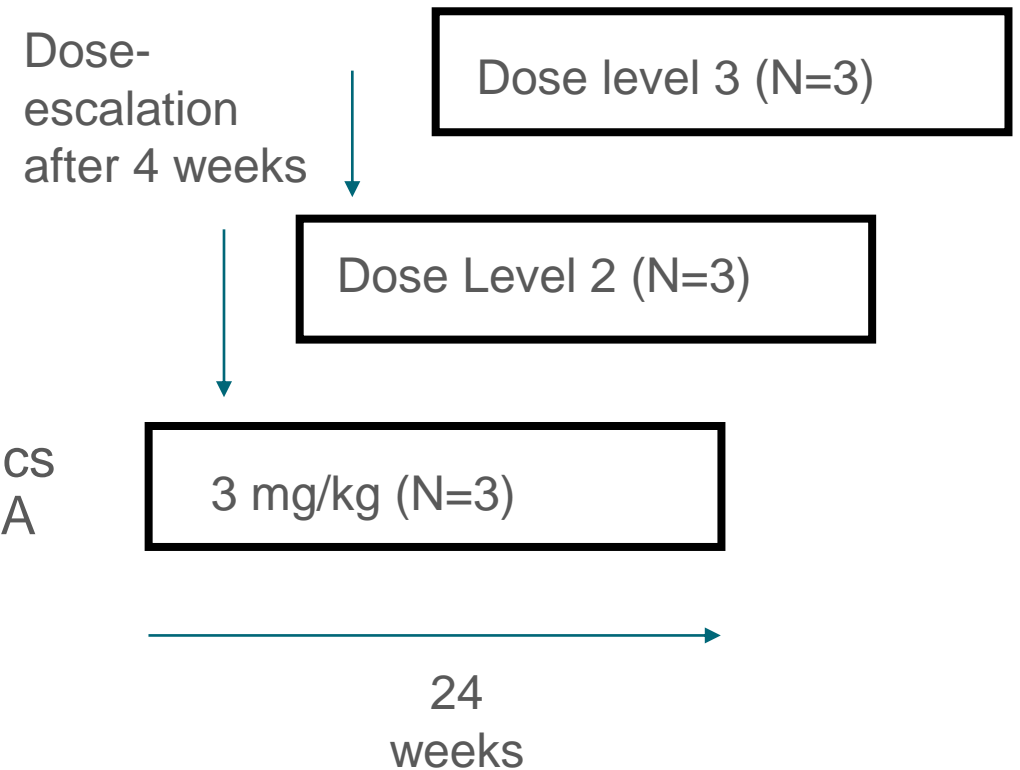 Dose-
escalation
after 4 weeks
Dose level 3 (N=3)
Dose Level 2 (N=3)
cs
A
3 mg/kg (N=3)
24
weeks